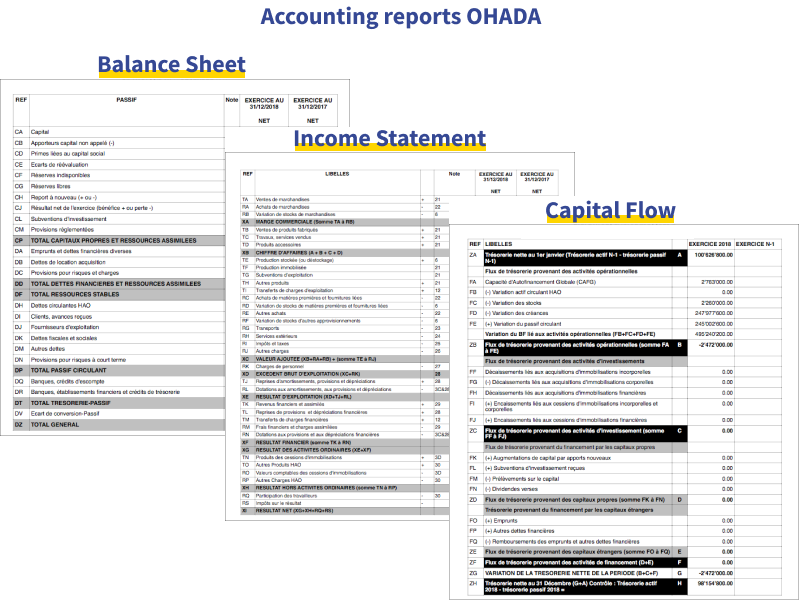 Accounting reports OHADA
Balance Sheet
REF PASSIF Note EXERCICE AU 31/12/2018 NET EXERCICE AU 31/12/2017 NET
CA Capital
CB Apporteurs capital non appelé (-)
CD Primes liées au capital social
CE Ecarts de réévaluation
CF Réserves indisponibles
CG Réserves libres
CH Report à nouveau (+ ou -)
CJ Résultat net de l'exercice (bénéfice + ou perte -)
CL Subventions d'investissement
CM Provisions réglementées
CP TOTAL CAPITAUX PROPRES ET RESSOURCES ASSIMILEES
DA Emprunts et dettes financières diverses
DB Dettes de location acquisition
DC Provisions pour risques et charges
DD TOTAL DETTES FINANCIERES ET RESSOURCES ASSIMILEES
DF TOTAL RESSOURCES STABLES
DH Dettes circulantes HAO
DI Clients, avances reçues
DJ Fournisseurs d'exploitation
DK Dettes fiscales et sociales
DM Autres dettes
DN Provisions pour risques à court terme
DP TOTAL PASSIF CIRCULANT
DQ Banques, crédits d'escompte
DR Banques, établissements financiers et crédits de trésorerie
DT TOTAL TRESORERIE-PASSIF
DV Ecart de conversion-Passif
DZ TOTAL GENERAL
Income Statement
REF LIBELLES Note EXERCICE AU 31/12/2018 NET EXERCICE AU 31/12/2017 NET
TA Ventes de marchandises + 21
RA Achats de marchandises - 22
RB Variation de stocks de marchandises - 6
XA MARGE COMMERCIALE (Somme TA à RB)
TB Ventes de produits fabriqués + 21
TC Travaux, services vendus + 21
TD Produits accessoires + 21
XB CHIFFRE D'AFFAIRES (A + B + C + D)
TE Production stockée (ou déstockage) + 6
TF Production immobilisée 21
TG Subventions d'exploitation 21
TH Autres produits + 21
TI Transferts de charges d'exploitation + 12
RC Achats de matières premières et fournitures liées - 22
RD Variation de stocks de matières premières et fournitures liées - 6
RE Autres achats - 22
RF Variation de stocks d'autres approvisionnements - 6
RG Transports - 23
RH Services extérieurs - 24
RI Impôts et taxes - 25
RJ Autres charges - 26
XC VALEUR AJOUTEE (XB+RA+RB) + (somme TE à RJ)
RK Charges de personnel - 27
XD EXCEDENT BRUT D'EXPLOITATION (XC+RK) 28
TJ Reprises d'amortissements, provisions et dépréciations + 28
RL Dotations aux amortissements, aux provisions et dépréciations -
XE RESULTAT D'EXPLOITATION (XD+TJ+RL)
TK Revenus financiers et assimilés + 29
TL Reprises de provisions et dépréciations financières + 28
TM Transferts de charges financières + 12
RM Frais financiers et charges assimilées - 29
RN Dotations aux provisions et aux dépréciations financières -
XF RESULTAT FINANCIER (somme TK à RN)
XG RESULTAT DES ACTIVITES ORDINAIRES (XE+XF)
TN Produits des cessions d'immobilisations + 3D
TO Autres Produits HAO + 30
RO Valeurs comptables des cessions d'immobilisations - 3D
RP Autres Charges HAO - 30
XH RESULTAT HORS ACTIVITES ORDINAIRES (somme TN à RP)
RQ Participation des travailleurs - 30
RS Impôts sur le résultat -
XI RESULTAT NET (XG+XH+RQ+RS)
Capital Flow
REF LIBELLES EXERCICE 2018 EXERCICE N-1
ZA Trésorerie nette au 1er janvier (Trésorerie actif N-1 - trésorerie passif N-1) A 100'626'900.00
Flux de trésorerie provenant des activités opérationnelles
FA Capacité d'Autofinancement Globale (CAFG) 2'763'000.00
FB (-) Variation actif circulant HAO 0.00
FC (-) Variation des stocks 2'260'000.00
FD (-) Variation des créances 247'977'600.00
FE (+) Variation du passif circulant 245'002'600.00
Variation du BF lié aux activités opérationnelles (FB+FC+FD+FE) 495'240'200.00
ZB Flux de trésorerie provenant des activités opérationnelles (somme FA à FE) B -2'472'000.00
Flux de trésorerie provenant des activités d'investissements
FF Décaissements liés aux acquisitions d'immobilisations incorporelles 0.00
FG (-) Décaissements liés aux acquisitions d'immobilisations corporelles 0.00
FH (-) Décaissements liés aux acquisitions d'immobilisations financières 0.00
FI (+) Encaissements liés aux cessions d'immobilisations incorporelles et corporelles 0.00
FJ (+) Encaissements liés aux cessions d'immobilisations financières 0.00
ZC Flux de trésorerie provenant des activités d'investissement (somme FF à FJ) C 0.00
Flux de trésorerie provenant du financement par les capitaux propres
FK (+) Augmentations de capital par apports nouveaux 0.00
FL (+) Subventions d'investissement reçues 0.00
FM (-) Prélèvements sur le capital 0.00
FN (-) Dividendes versés 0.00
ZD Flux de trésorerie provenant des capitaux propres (somme FK à FN) D 0.00
Trésorerie provenant du financement par les capitaux étrangers
FO (+) Emprunts 0.00
FP (+) Autres dettes financières 0.00
FQ (-) Remboursements des emprunts et autres dettes financières 0.00
ZE Flux de trésorerie provenant des capitaux étrangers (somme FO à FQ) E 0.00
ZF Flux de trésorerie provenant des activités de financement (D+E) F 0.00
ZG VARIATION DE LA TRESORERIE NETTE DE LA PERIODE (B+C+F) G -2'472'000.00
ZH Trésorerie nette au 31 Décembre (G+A) Contrôle : Trésorerie actif 2018 - trésorerie passif 2018 = H 98'154'900.00